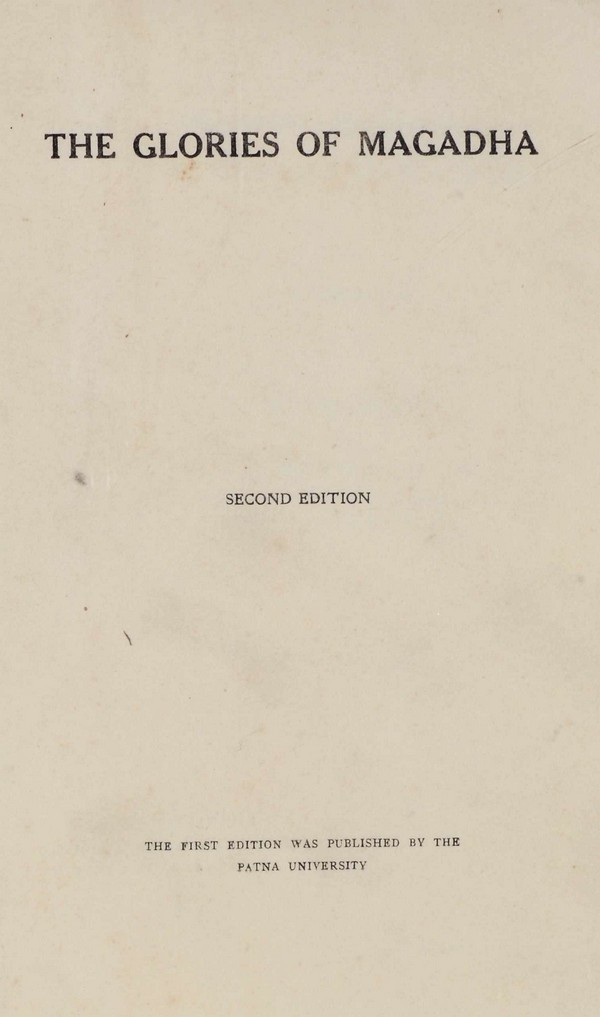 THE GLORIES OF MAGADHA
SECOND EDITION
THE FIRST EDITION WAS PUBLISHED BY THE
PATNA UNIVERSITY